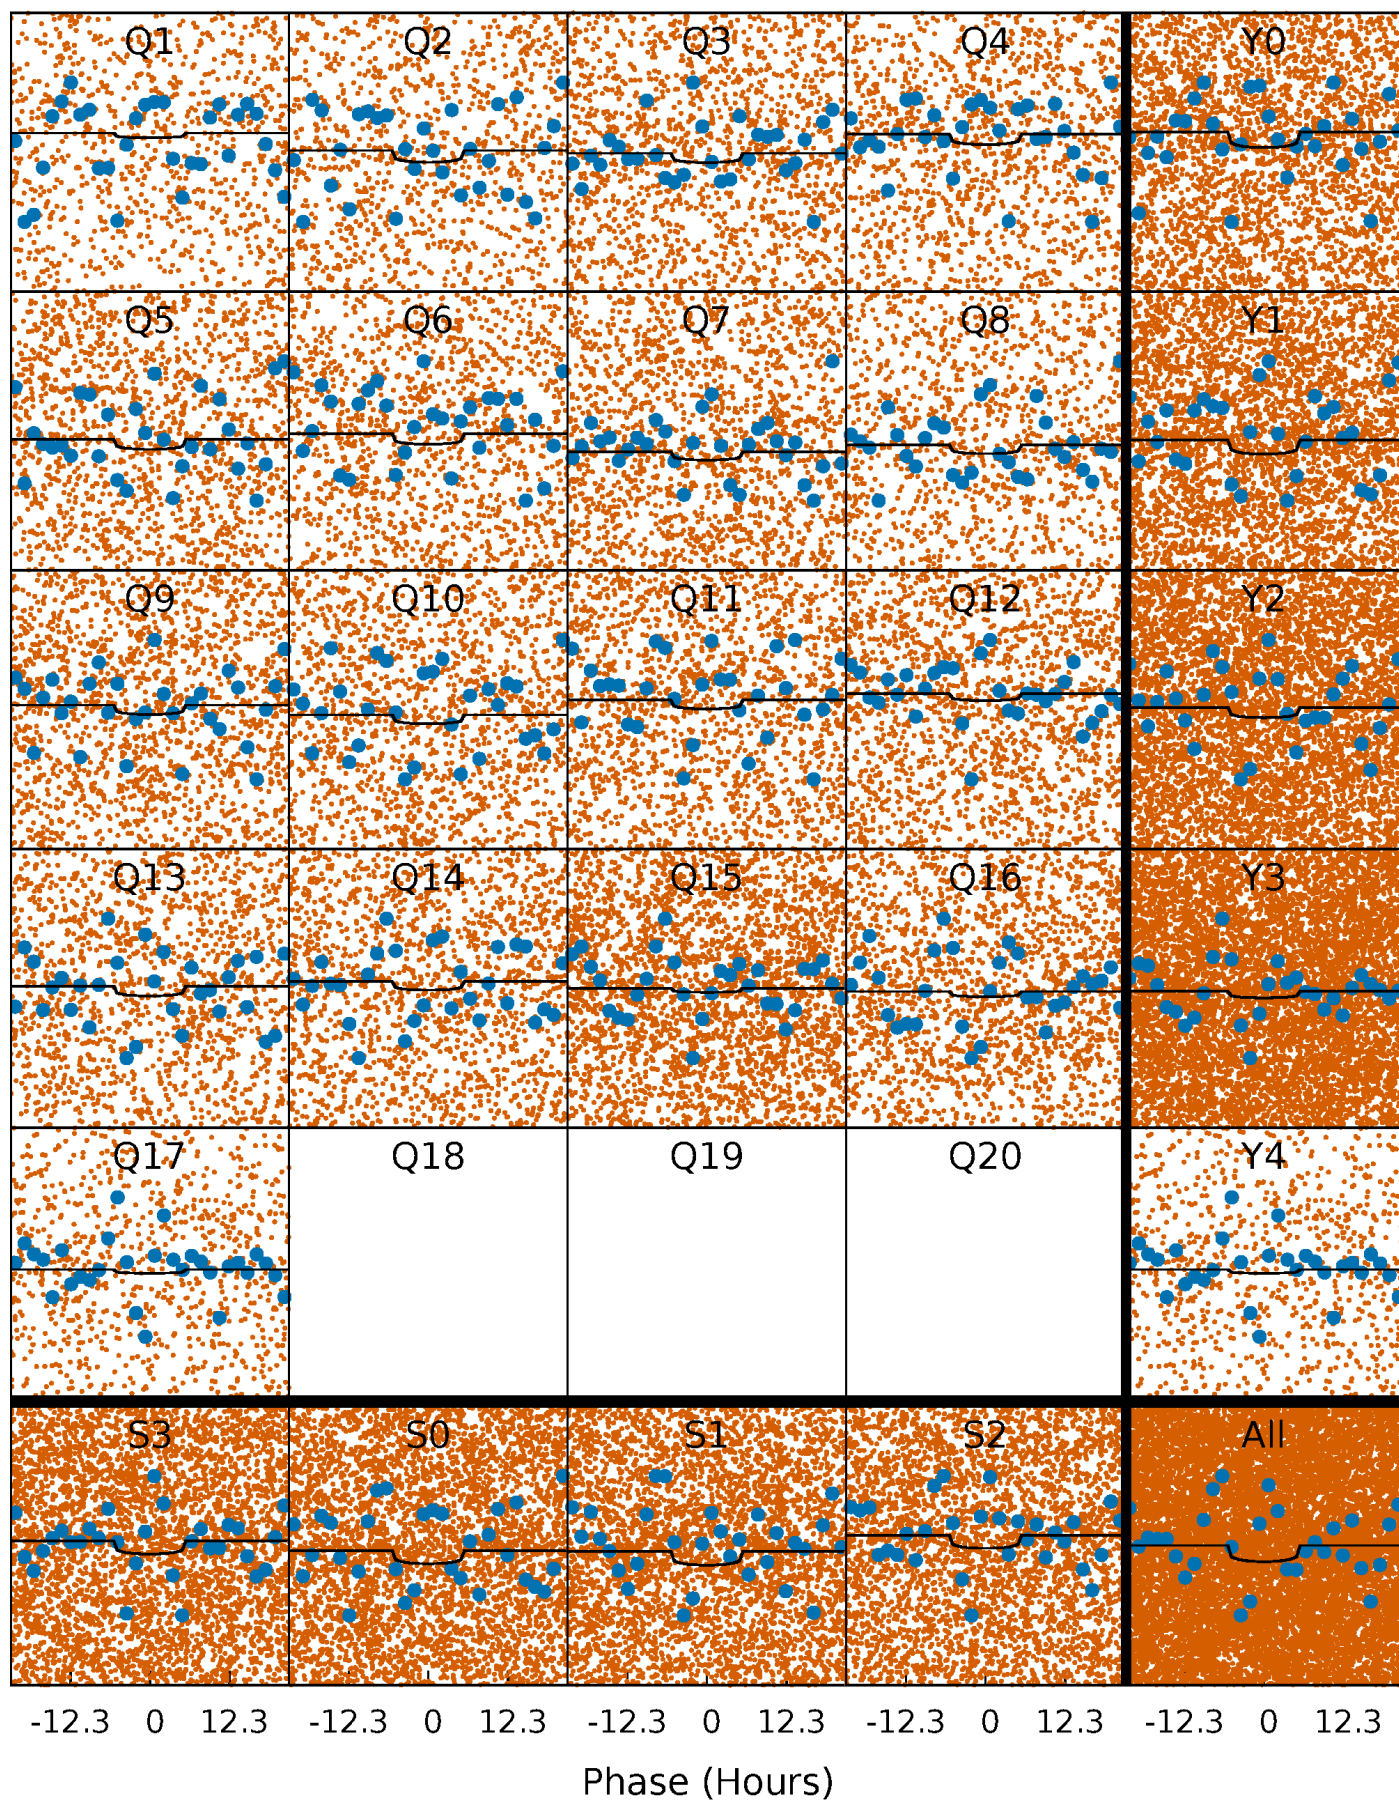 Q1 Q2 Q3 Q4 Y0
Q5 Q6 Q7 Q8 Y1
Q9 Q10 Q11 Q12 Y2
Q13 Q14 Q15 Q16 Y3
Q17 Q18 Q19 Q20 Y4
S3 S0 S1 S2 All
-12.3 0 12.3 -12.3 0 12.3 -12.3 0 12.3 -12.3 0 12.3 -12.3 0 12.3
Phase (Hours)